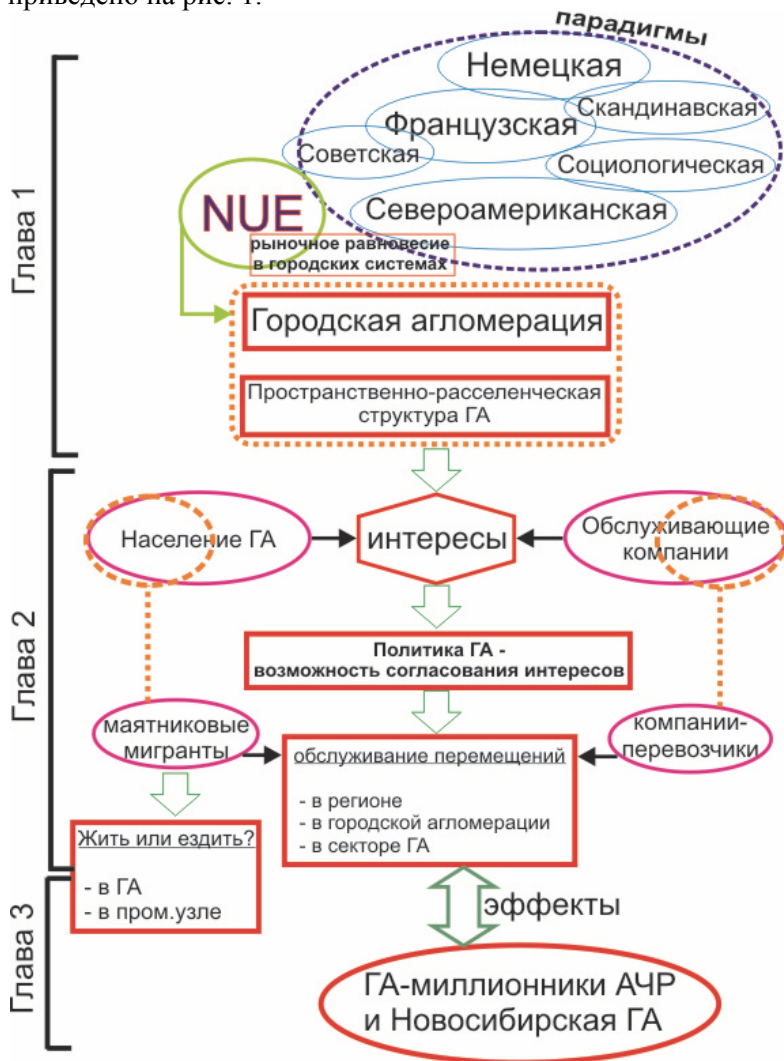 приведено на рис. 1.
парадигмы
Немецкая
Скандинавская
Французская
Советская
Социологическая
Североамериканская
NUE
рыночное равновесие
в городских системах
Глава 1
Городская агломерация
Пространственно-расселенческая
структура ГА
Глава 2
Население ГА
интересы
Обслуживающие
компании
Политика ГА -
возможность согласования интересов
маятниковые
мигранты
компании-
перевозчики
обслуживание перемещений
- в регионе
- в городской агломерации
- в секторе ГА
Жить или ездить?
- в ГА
- в пром.узле
Глава 3
эффекты
ГА-миллионники АЧР
и Новосибирская ГА